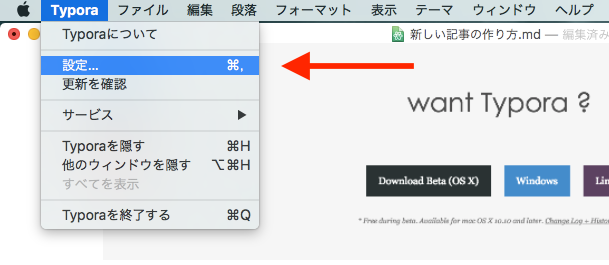 Typora ファイル 編集 段落 フォーマット 表示 テーマ ウィンドウ ヘルプ
新しい記事の作り方.md — 編集済み
Typoraについて
設定... ⌘,
更新を確認
サービス ▶
Typoraを隠す ⌘H
他のウィンドウを隠す ⌥⌘H
すべてを表示
Typoraを終了する ⌘Q
want Typora ?
Download Beta (OS X) Windows
* Free during beta. Available for mac OS X 10.10 and later. Change Log + Histor